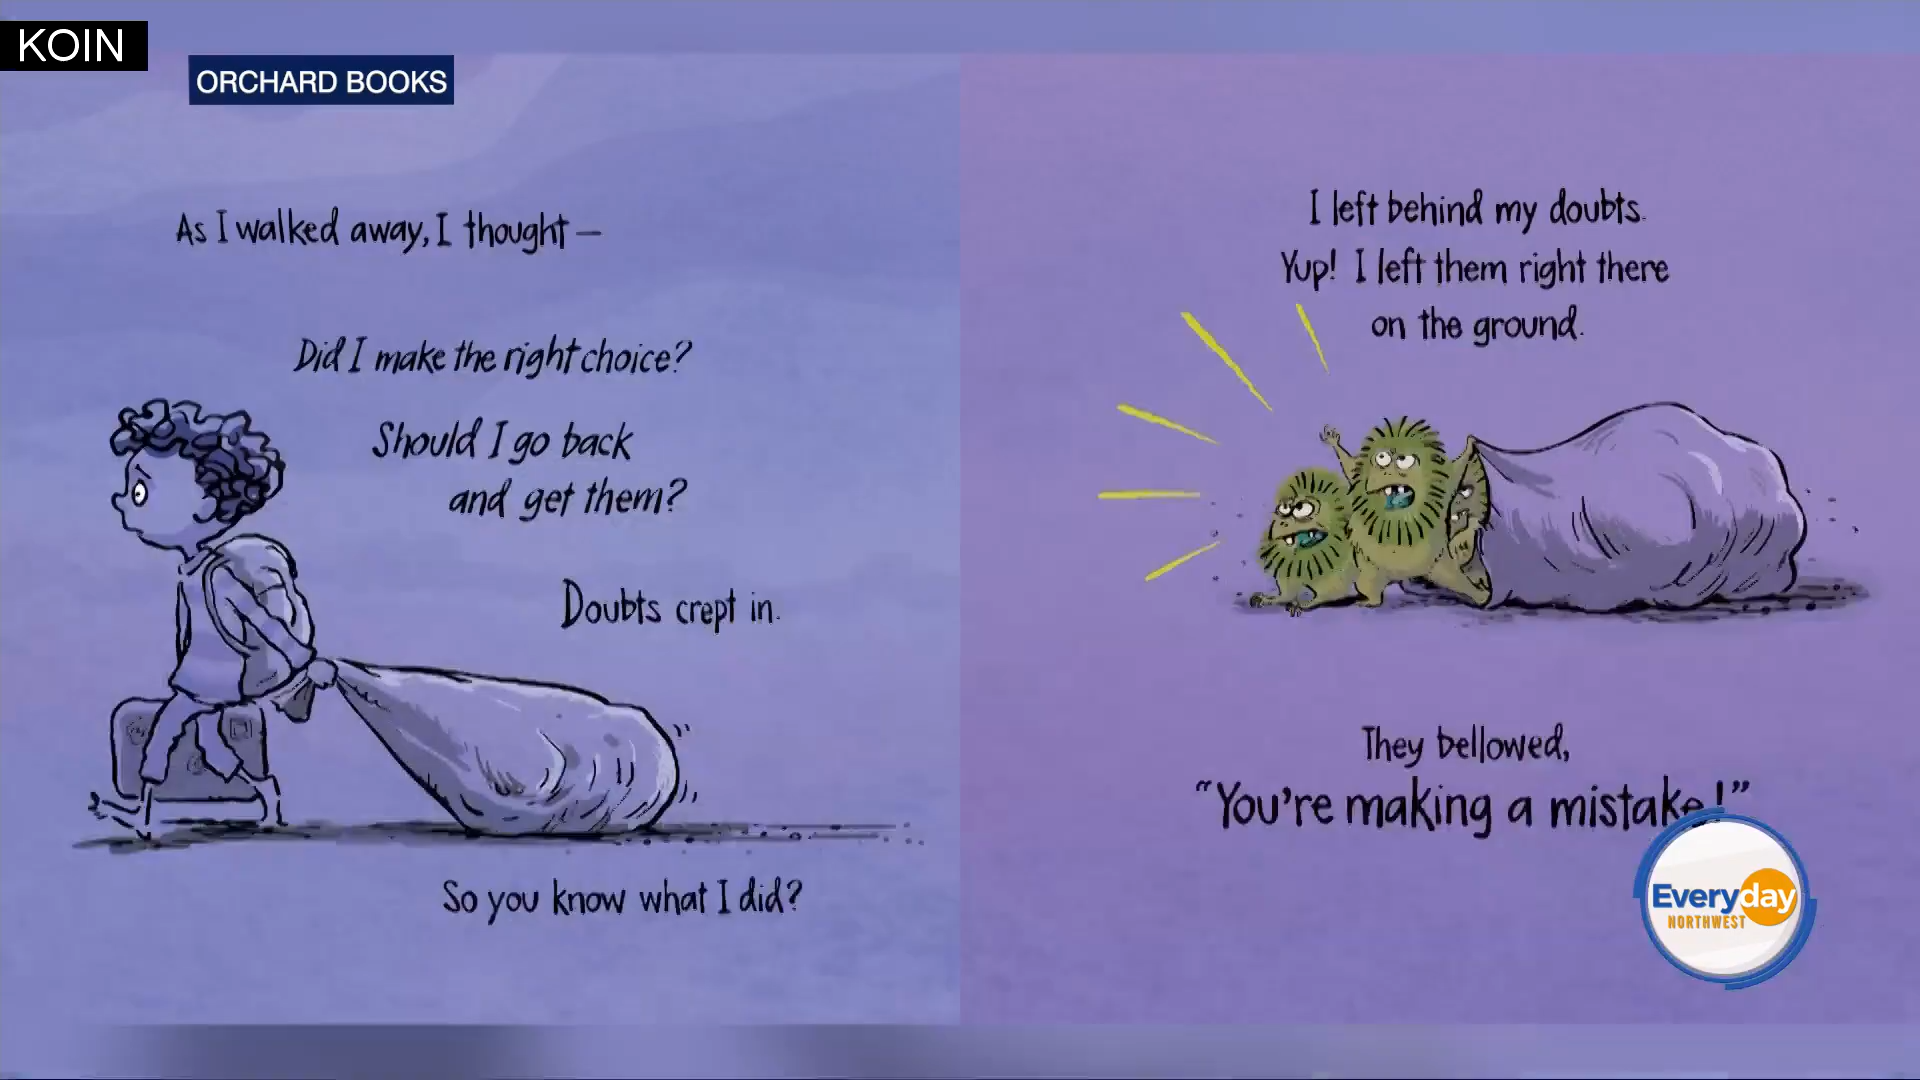 KOIN
ORCHARD BOOKS
As I walked away, I thought —
Did I make the right choice?
Should I go back
and get them?
Doubts crept in.
So you know what I did?
I left behind my doubts.
Yup! I left them right there
on the ground.
They bellowed,
“You’re making a mistake!”
Everyday
NORTHWEST